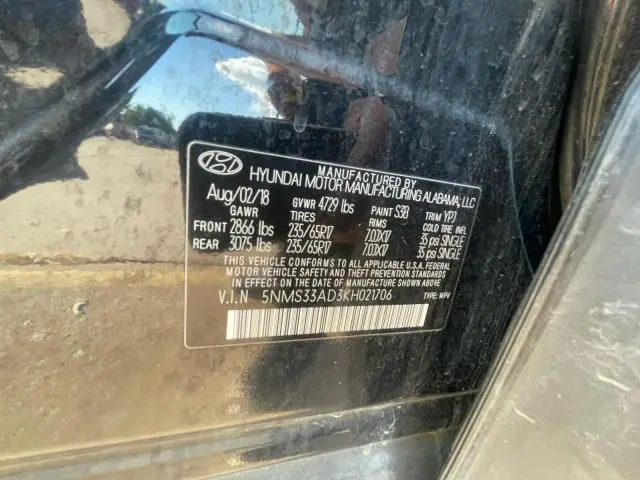 MANUFACTURED BY
HYUNDAI MOTOR MANUFACTURING ALABAMA, LLC
Aug/02/18 GVWR 4729 lbs PAINT S3B TRIM YPJ
GAWR TIRES RIMS COLD TIRE INFL
FRONT 2866 lbs 235/65R17 7.0JX17 35 psi SINGLE
REAR 3075 lbs 235/65R17 7.0JX17 35 psi SINGLE
THIS VEHICLE CONFORMS TO ALL APPLICABLE U.S.A. FEDERAL
MOTOR VEHICLE SAFETY AND THEFT PREVENTION STANDARDS
IN EFFECT ON THE DATE OF MANUFACTURE SHOWN ABOVE.
V.I.N 5NMS33AD3KH021706 TYPE: MPV